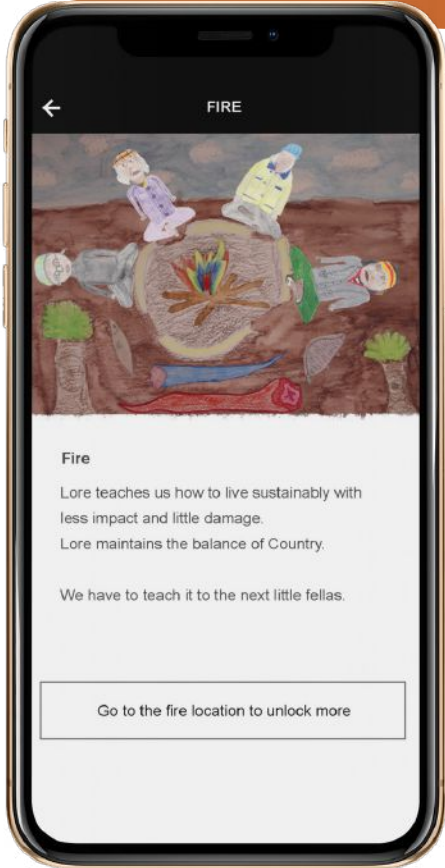 FIRE
Fire
Lore teaches us how to live sustainably with
less impact and little damage.
Lore maintains the balance of Country.
We have to teach it to the next little fellas.
Go to the fire location to unlock more